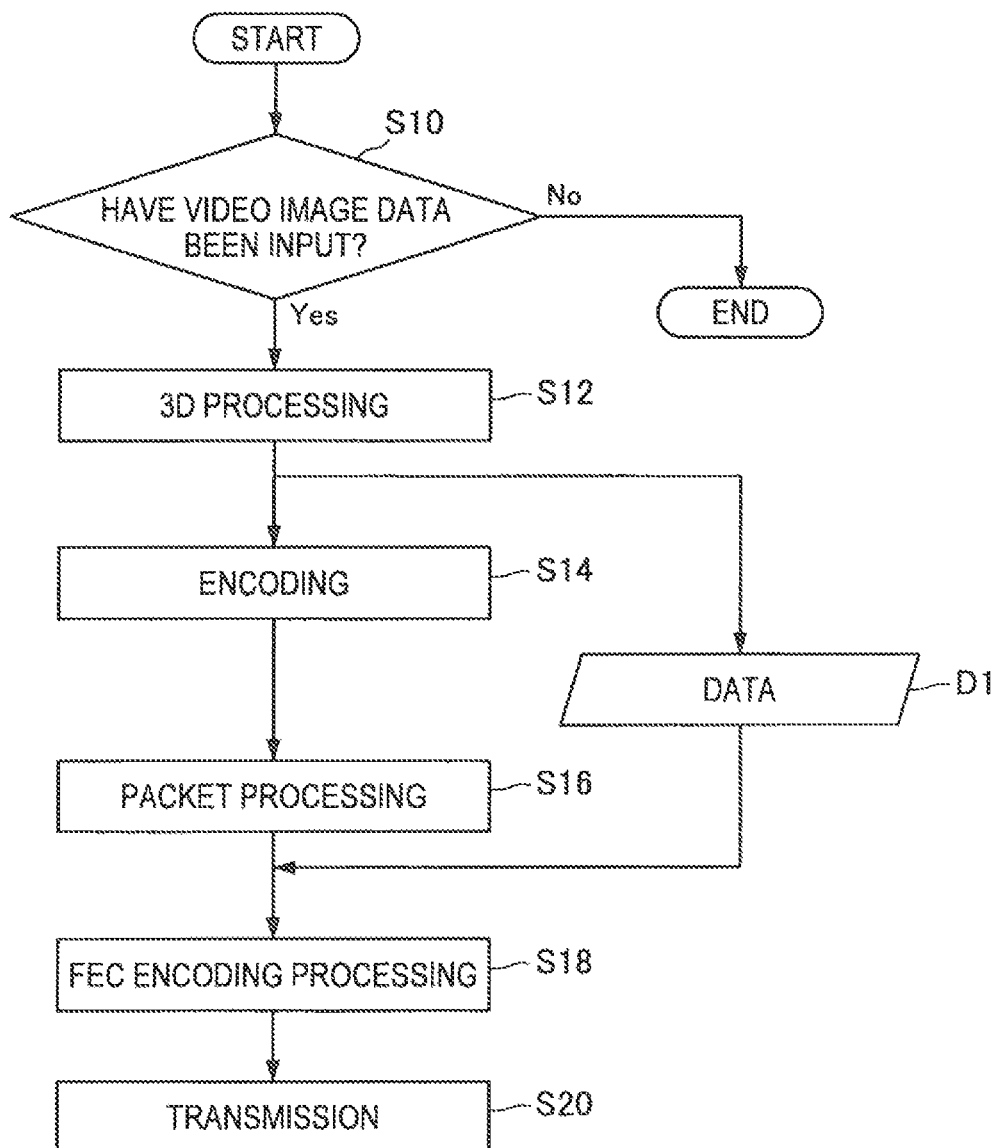 START
S10
HAVE VIDEO IMAGE DATA
BEEN INPUT?
No
END
Yes
3D PROCESSING
S12
ENCODING
S14
DATA
D1
PACKET PROCESSING
S16
FEC ENCODING PROCESSING
S18
TRANSMISSION
S20